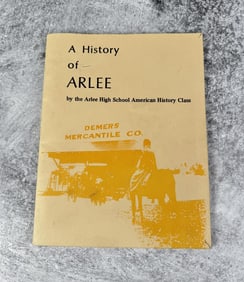 A History
of
ARLEE
by the Arlee High School American History Class
DEMERS
MERCANTILE CO.